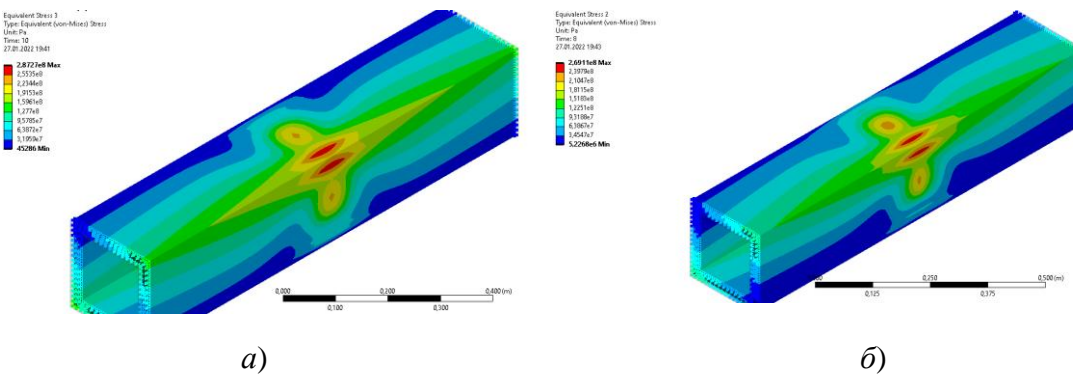 Equivalent Stress 3
Type: Equivalent (von-Mises) Stress
Unit: Pa
Time: 10
27.01.2022 19:41
2,8727e8 Max
2,5535e8
2,2344e8
1,9153e8
1,5961e8
1,277e8
9,5785e7
6,3872e7
3,1959e7
45286 Min
0,000
0,200
0,400 (m)
0,100
0,300
а)
Equivalent Stress 2
Type: Equivalent (von-Mises) Stress
Unit: Pa
Time: 8
27.01.2022 19:43
2,6911e8 Max
2,3979e8
2,1047e8
1,8115e8
1,5183e8
1,2251e8
9,3188e7
6,3867e7
3,4547e7
5,2268e6 Min
0,250
0,500 (m)
0,125
0,375
б)